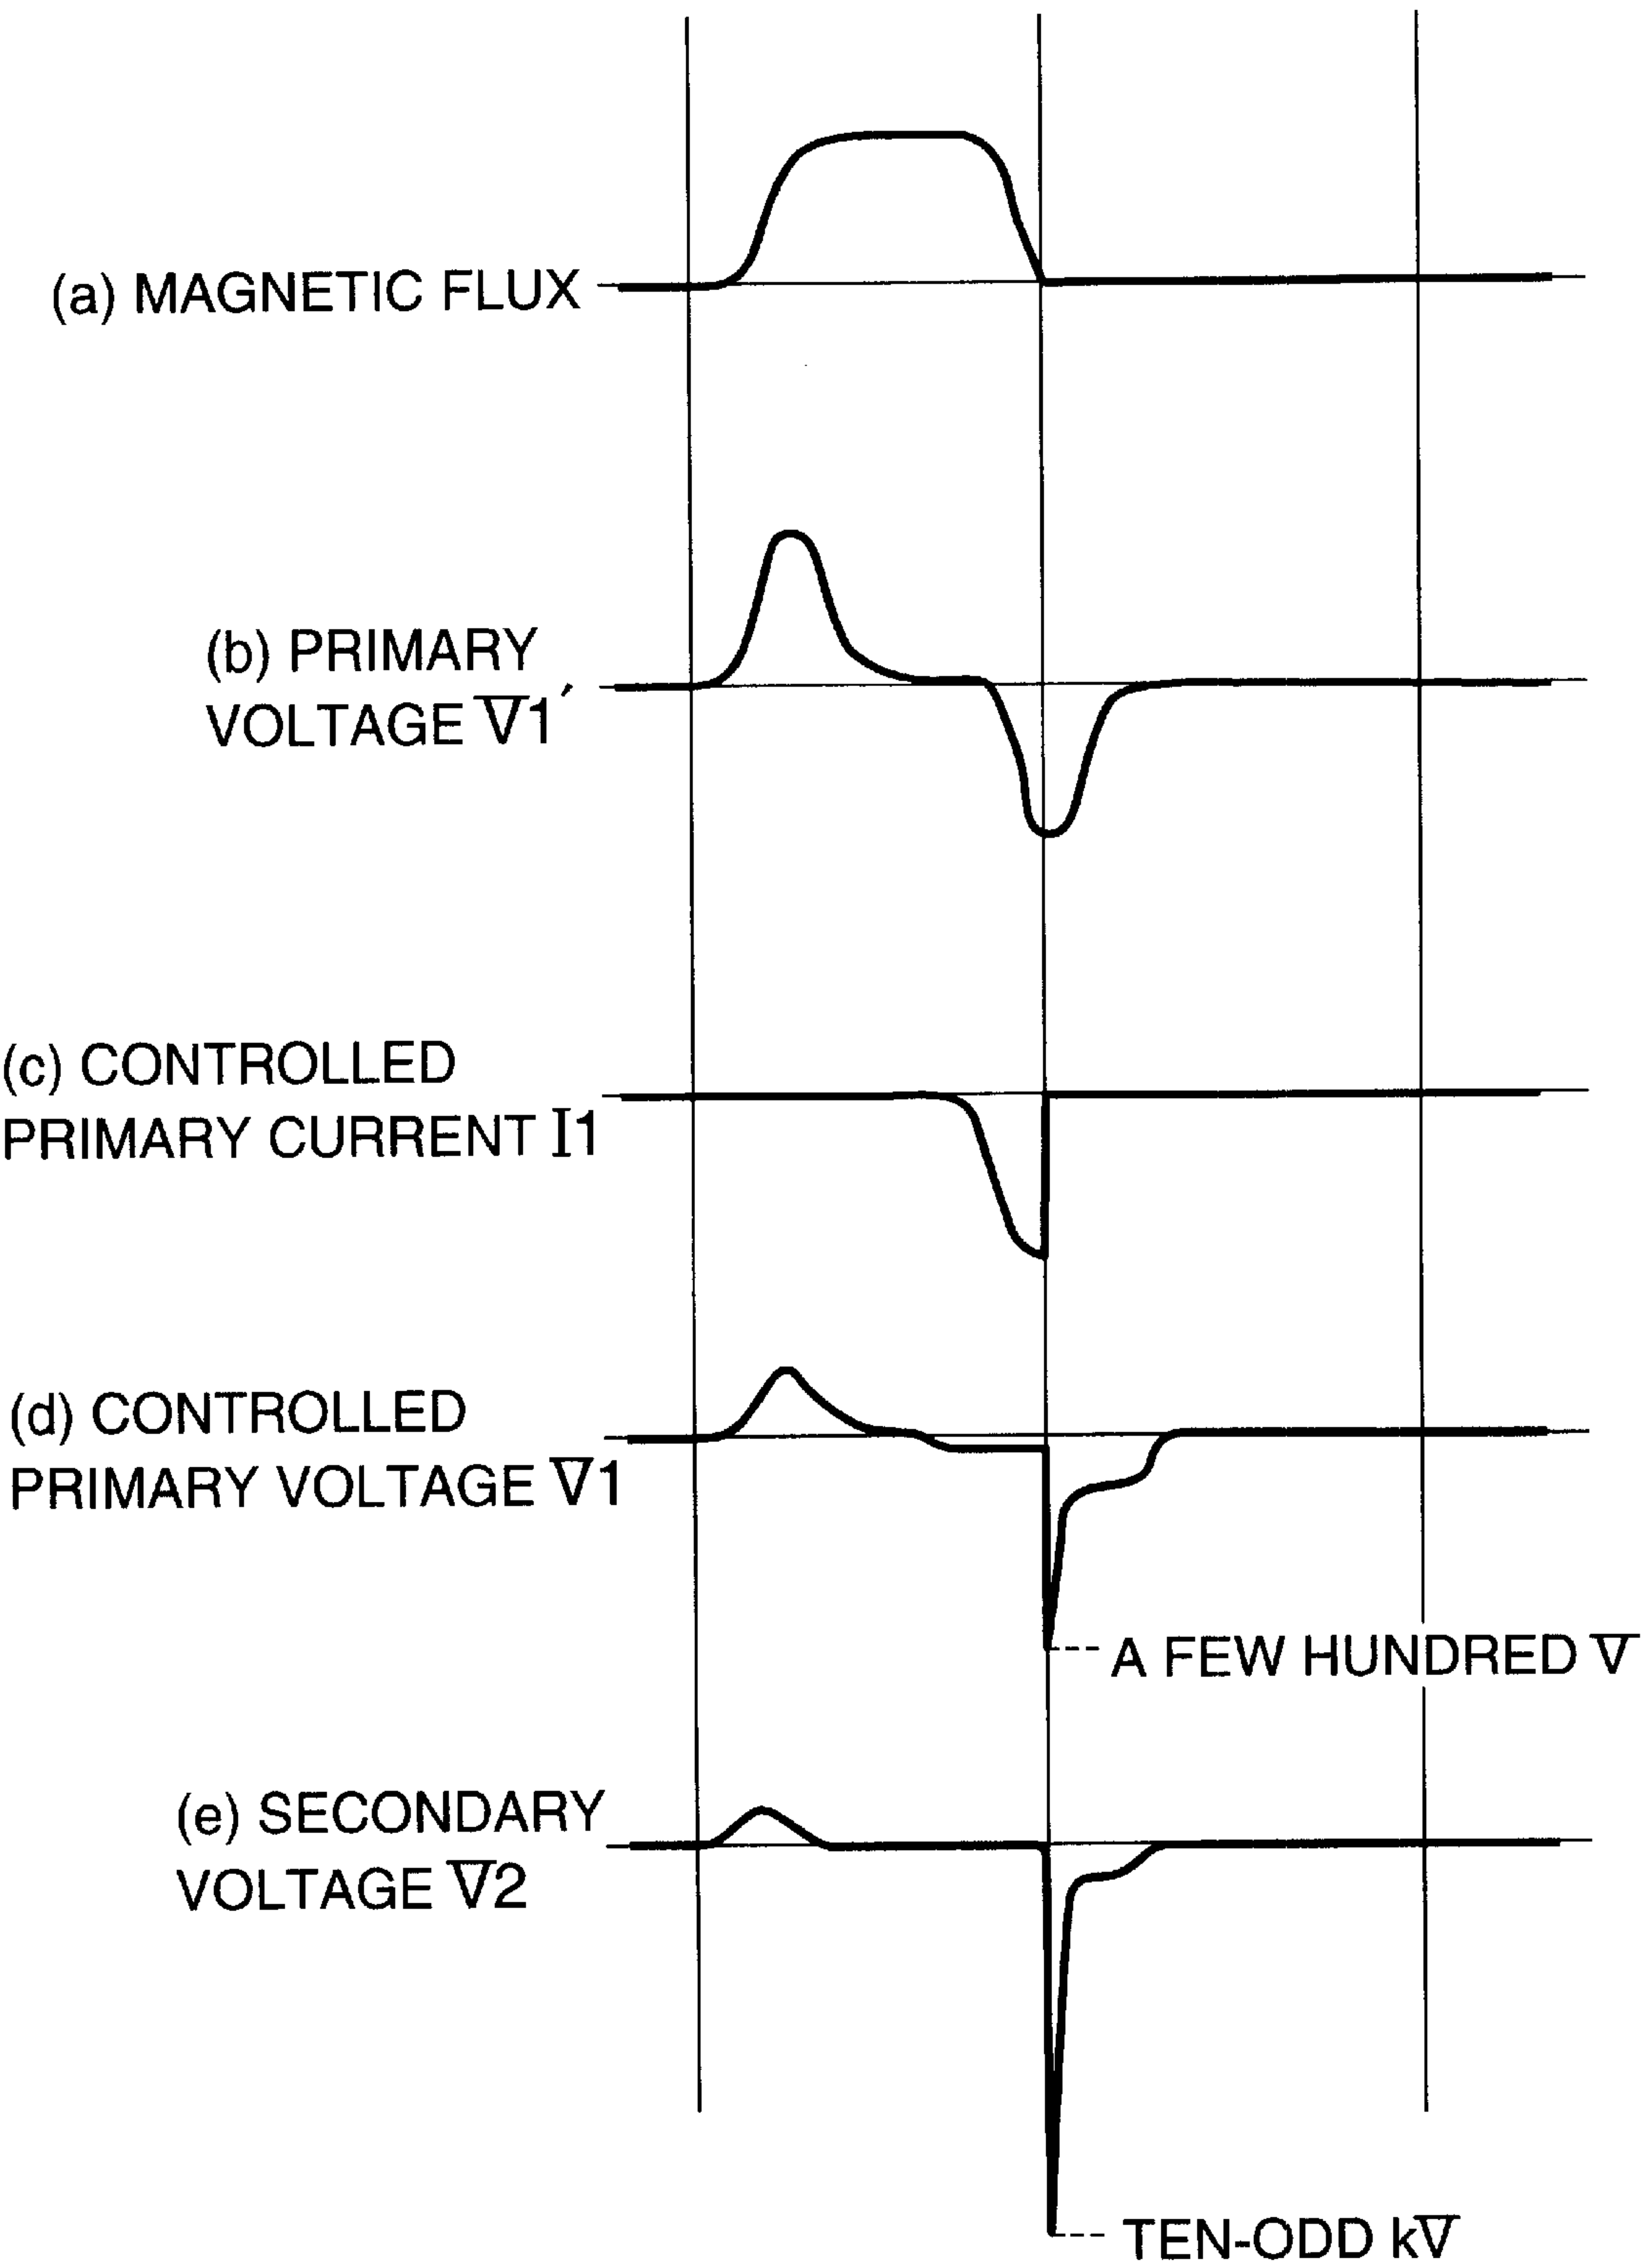 (a) MAGNETIC FLUX
(b) PRIMARY
VOLTAGE V1′
(c) CONTROLLED
PRIMARY CURRENT I1
(d) CONTROLLED
PRIMARY VOLTAGE V1
A FEW HUNDRED V
(e) SECONDARY
VOLTAGE V2
TEN-ODD kV